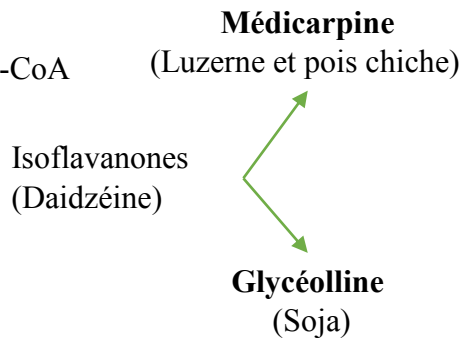 Médicarpine
-CoA
(Luzerne et pois chiche)
Isoflavanones
(Daidzéine)
Glycéolline
(Soja)